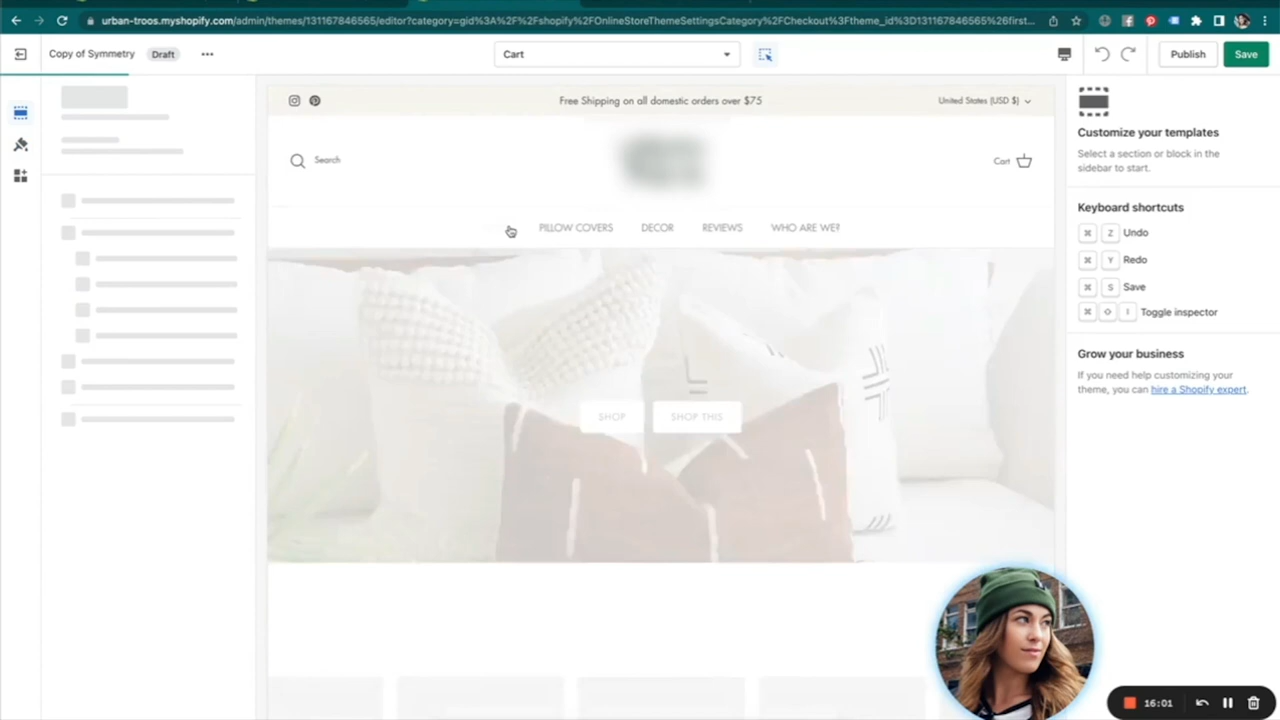 urban-troos.myshopify.com/admin/themes/131167846565/editor?category=gid%3A%2F%2Fshopify%2FOnlineStoreThemeSettingsCategory%2FCheckout%3Ftheme_id%3D131167846565%26first...
Copy of Symmetry
Draft
Cart
Publish
Save
Free Shipping on all domestic orders over $75
United States (USD $)
Search
Cart
PILLOW COVERS
DECOR
REVIEWS
WHO ARE WE?
SHOP
SHOP THIS
Customize your templates
Select a section or block in the
sidebar to start.
Keyboard shortcuts
⌘ Z Undo
⌘ Y Redo
⌘ S Save
⌘ ◇ I Toggle inspector
Grow your business
If you need help customizing your
theme, you can hire a Shopify expert.
16:01